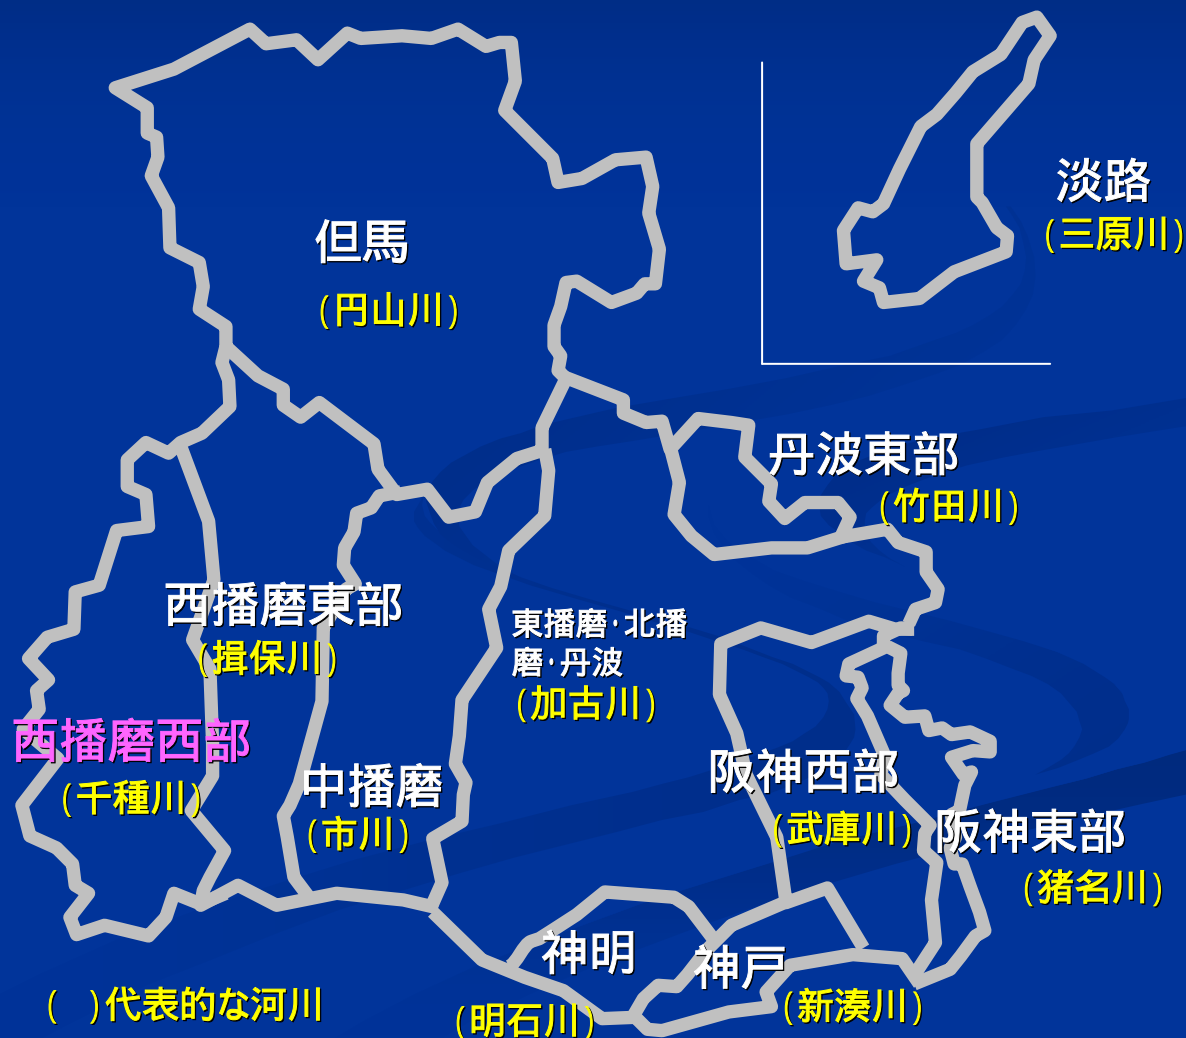 淡路
(三原川)
但馬
(円山川)
丹波東部
(竹田川)
西播磨東部
(揖保川)
東播磨･北播
磨･丹波
(加古川)
西播磨西部
(千種川)
中播磨
(市川)
阪神西部
(武庫川)
阪神東部
(猪名川)
神明
(明石川)
神戸
(新湊川)
(　)代表的な河川